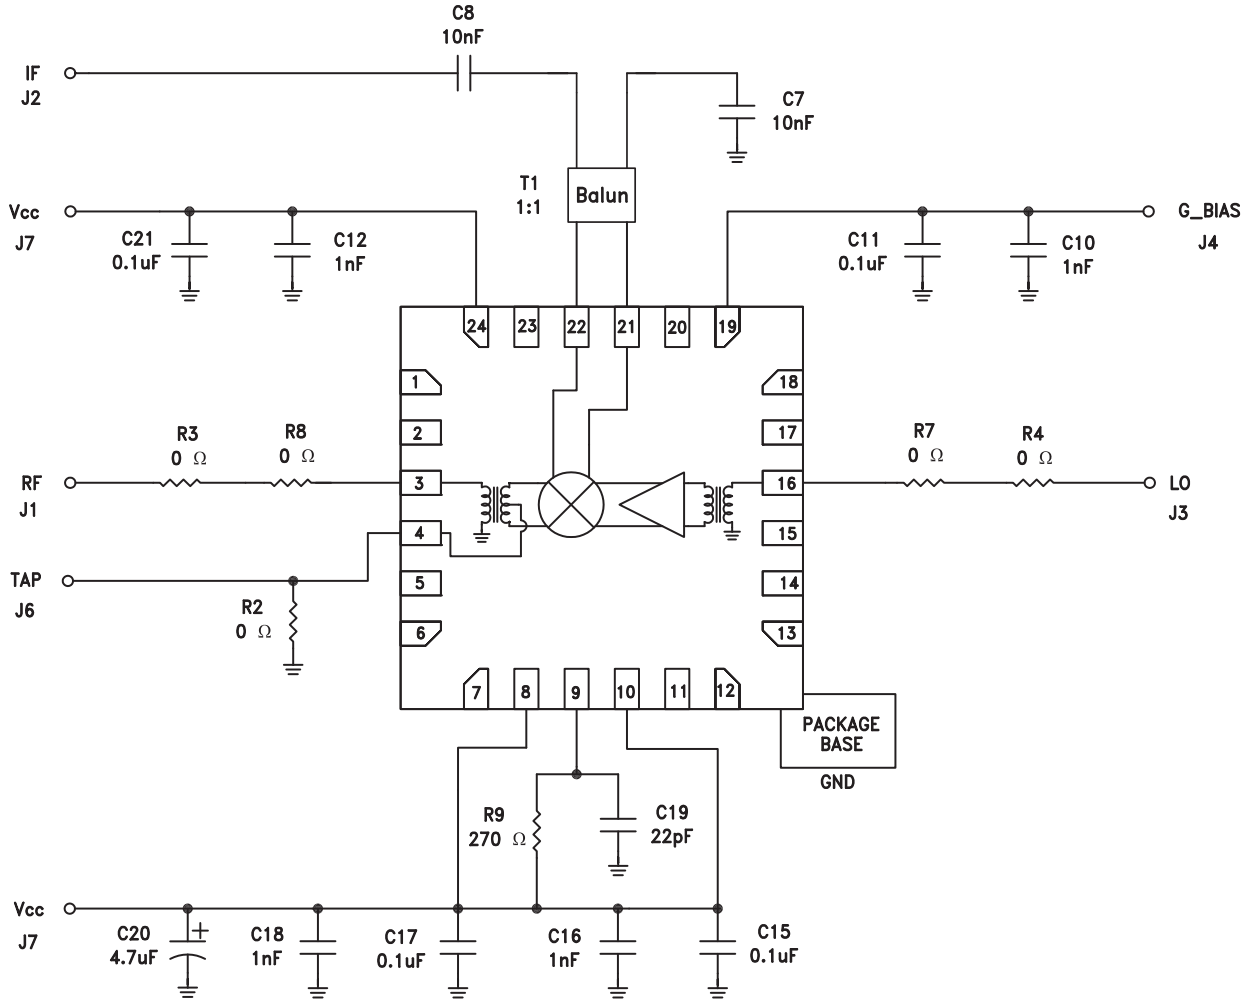 C8
10nF
IF
J2
C7
10nF
T1
1:1
Balun
Vcc
J7
C21
0.1uF
C12
1nF
C11
0.1uF
C10
1nF
G_BIAS
J4
24
23
22
21
20
19
1
18
2
17
R3
0 Ω
R8
0 Ω
R7
0 Ω
R4
0 Ω
RF
J1
3
16
LO
J3
4
15
TAP
J6
5
14
R2
0 Ω
6
13
7
8
9
10
11
12
PACKAGE
BASE
GND
R9
270 Ω
C19
22pF
Vcc
J7
C20
4.7uF
+
C18
1nF
C17
0.1uF
C16
1nF
C15
0.1uF